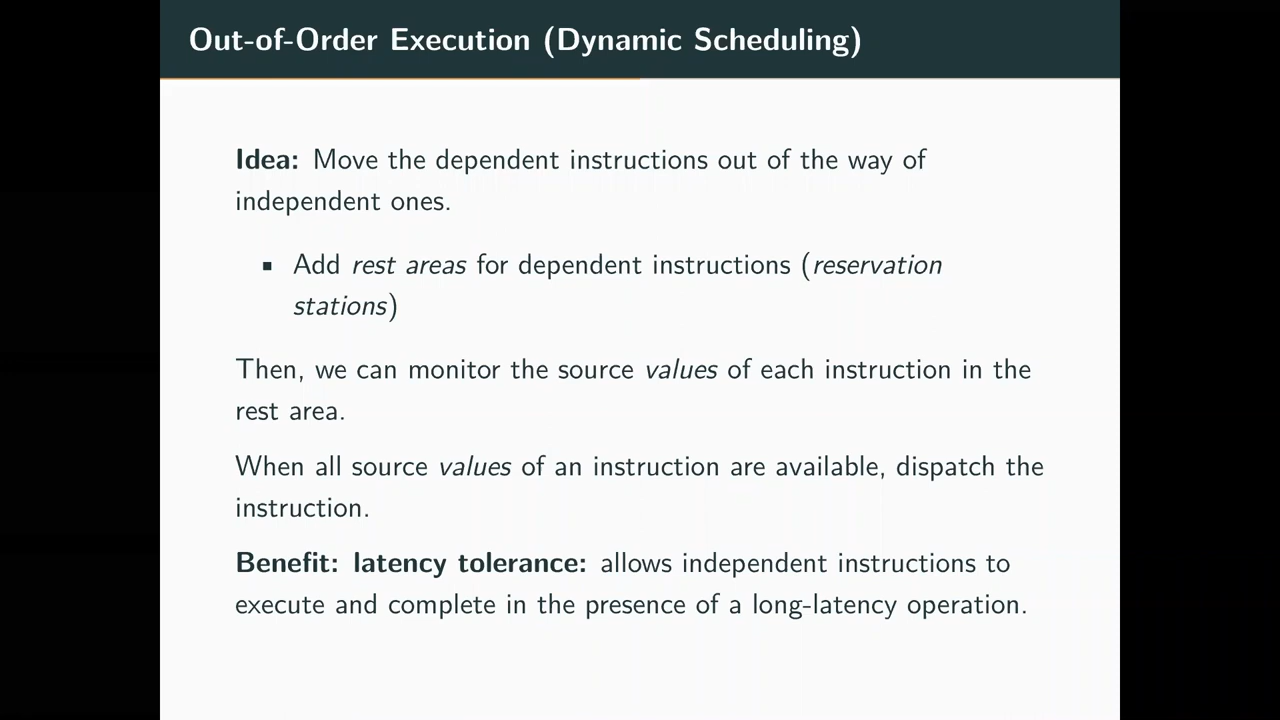 Out-of-Order Execution (Dynamic Scheduling)
Idea: Move the dependent instructions out of the way of
independent ones.
▪ Add rest areas for dependent instructions (reservation
stations)
Then, we can monitor the source values of each instruction in the
rest area.
When all source values of an instruction are available, dispatch the
instruction.
Benefit: latency tolerance: allows independent instructions to
execute and complete in the presence of a long-latency operation.